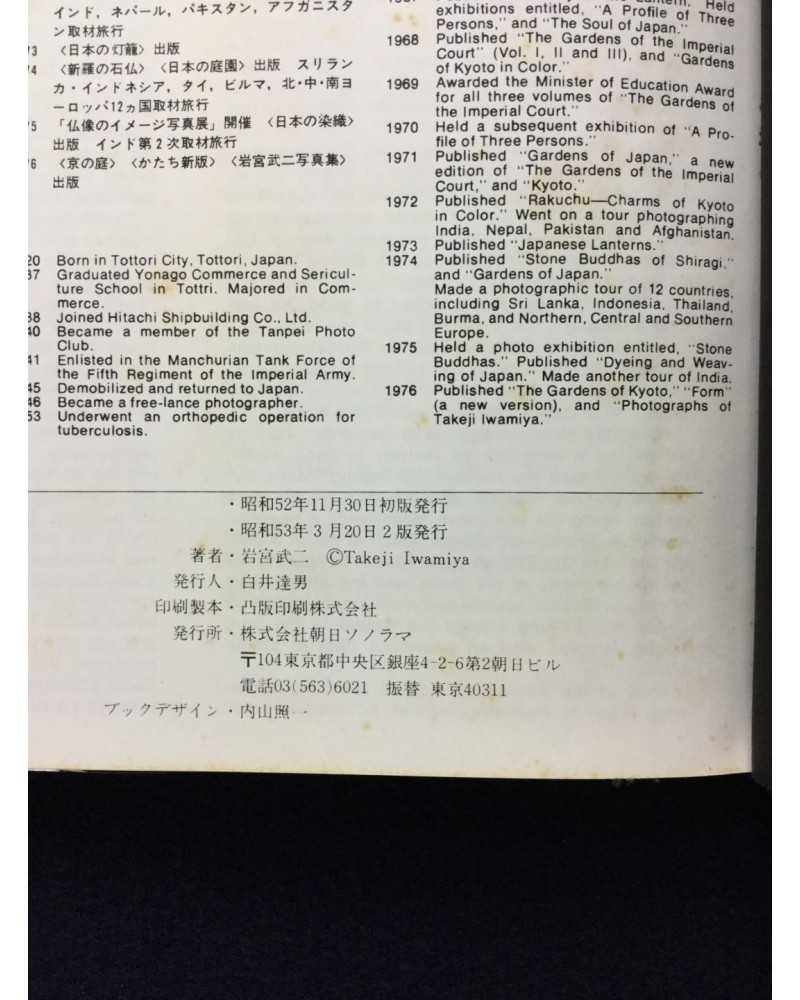 インド，ネパール，パキスタン，アフガニスタ
ン取材旅行
〈日本の灯籠〉出版
〈新羅の石仏〉〈日本の庭園〉出版　スリラン
カ・インドネシア，タイ，ビルマ，北・中・南ヨ
ーロッパ12ヵ国取材旅行
「仏像のイメージ写真展」開催　〈日本の染織〉
出版　インド第２次取材旅行
〈京の庭〉〈かたち新版〉〈岩宮武二写真集〉
出版
20 Born in Tottori City, Tottori, Japan.
37 Graduated Yonago Commerce and Sericul-
ture School in Tottri. Majored in Com-
merce.
38 Joined Hitachi Shipbuilding Co., Ltd.
40 Became a member of the Tanpei Photo
Club.
41 Enlisted in the Manchurian Tank Force of
the Fifth Regiment of the Imperial Army.
45 Demobilized and returned to Japan.
46 Became a free-lance photographer.
53 Underwent an orthopedic operation for
tuberculosis.
Held
exhibitions entitled, "A Profile of Three
Persons," and "The Soul of Japan."
1968 Published "The Gardens of the Imperial
Court" (Vol. I, II and III), and "Gardens
of Kyoto in Color."
1969 Awarded the Minister of Education Award
for all three volumes of "The Gardens of
the Imperial Court."
1970 Held a subsequent exhibition of "A Pro-
file of Three Persons."
1971 Published "Gardens of Japan," a new
edition of "The Gardens of the Imperial
Court," and "Kyoto."
1972 Published "Rakuchu—Charms of Kyoto
in Color." Went on a tour photographing
India, Nepal, Pakistan and Afghanistan.
1973 Published "Japanese Lanterns."
1974 Published "Stone Buddhas of Shiragi,"
and "Gardens of Japan."
Made a photographic tour of 12 countries,
including Sri Lanka, Indonesia, Thailand,
Burma, and Northern, Central and Southern
Europe.
1975 Held a photo exhibition entitled, "Stone
Buddhas." Published "Dyeing and Weav-
ing of Japan." Made another tour of India.
1976 Published "The Gardens of Kyoto," "Form"
(a new version), and "Photographs of
Takeji Iwamiya."
・昭和52年11月30日初版発行
・昭和53年３月20日２版発行
著者・岩宮武二　©Takeji Iwamiya
発行人・白井達男
印刷製本・凸版印刷株式会社
発行所・株式会社朝日ソノラマ
〒104東京都中央区銀座4-2-6第2朝日ビル
電話03(563)6021　振替 東京40311
ブックデザイン・内山照一